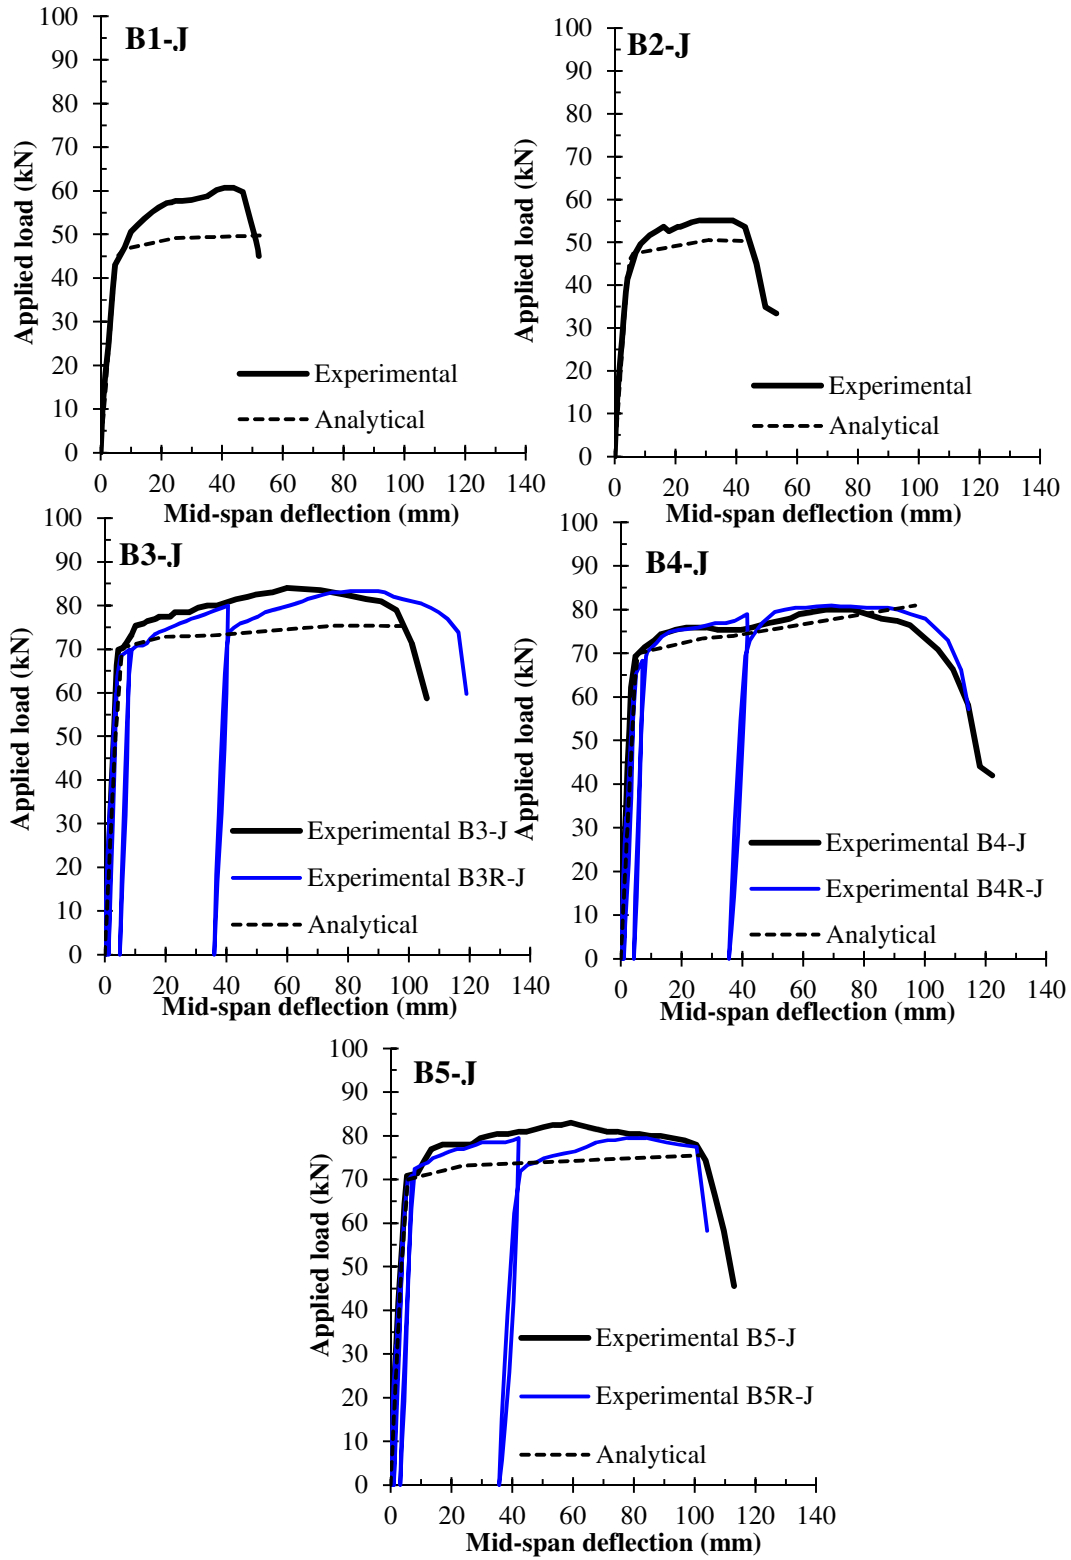 B1-J
100
90
80
70
60
50
40
30
20
10
0
Applied load (kN)
Experimental
Analytical
0 20 40 60 80 100 120 140
Mid-span deflection (mm)
B2-J
100
90
80
70
60
50
40
30
20
10
0
Applied load (kN)
Experimental
Analytical
0 20 40 60 80 100 120 140
Mid-span deflection (mm)
B3-J
100
90
80
70
60
50
40
30
20
10
0
Applied load (kN)
Experimental B3-J
Experimental B3R-J
Analytical
0 20 40 60 80 100 120 140
Mid-span deflection (mm)
B4-J
100
90
80
70
60
50
40
30
20
10
0
Applied load (kN)
Experimental B4-J
Experimental B4R-J
Analytical
0 20 40 60 80 100 120 140
Mid-span deflection (mm)
B5-J
100
90
80
70
60
50
40
30
20
10
0
Applied load (kN)
Experimental B5-J
Experimental B5R-J
Analytical
0 20 40 60 80 100 120 140
Mid-span deflection (mm)